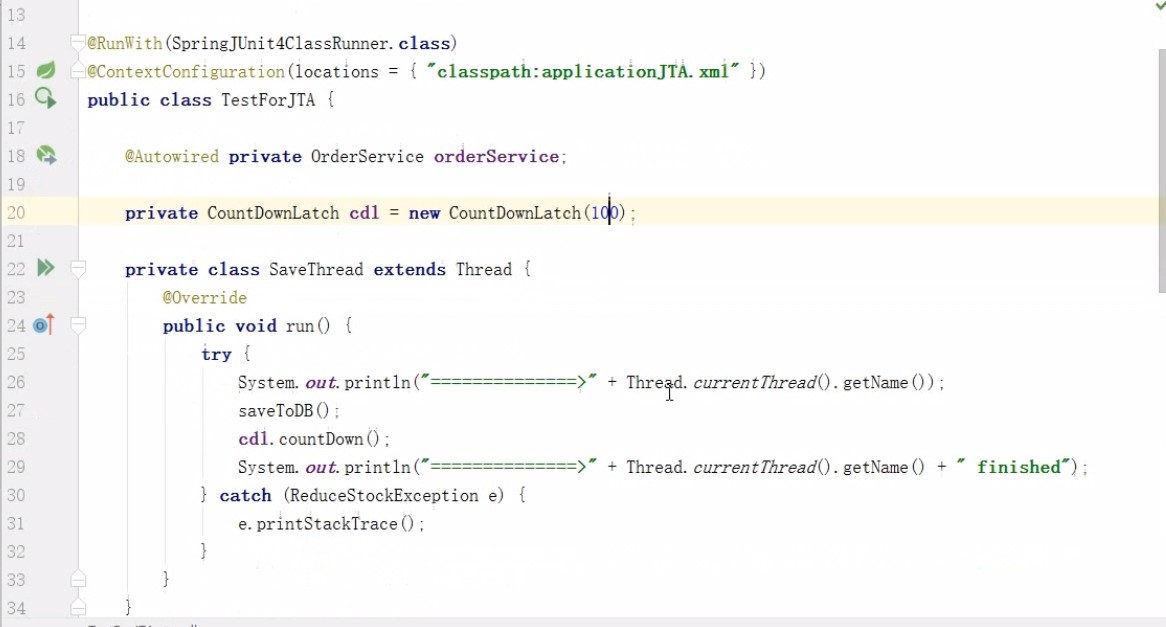 13
14 @RunWith(SpringJUnit4ClassRunner.class)
15 @ContextConfiguration(locations = { "classpath:applicationJTA.xml" })
16 public class TestForJTA {
17
18 @Autowired private OrderService orderService;
19
20 private CountDownLatch cdl = new CountDownLatch(100);
21
22 private class SaveThread extends Thread {
23 @Override
24 public void run() {
25 try {
26 System.out.println("==============>" + Thread.currentThread().getName());
27 saveToDB();
28 cdl.countDown();
29 System.out.println("==============>" + Thread.currentThread().getName() + " finished");
30 } catch (ReduceStockException e) {
31 e.printStackTrace();
32 }
33 }
34 }